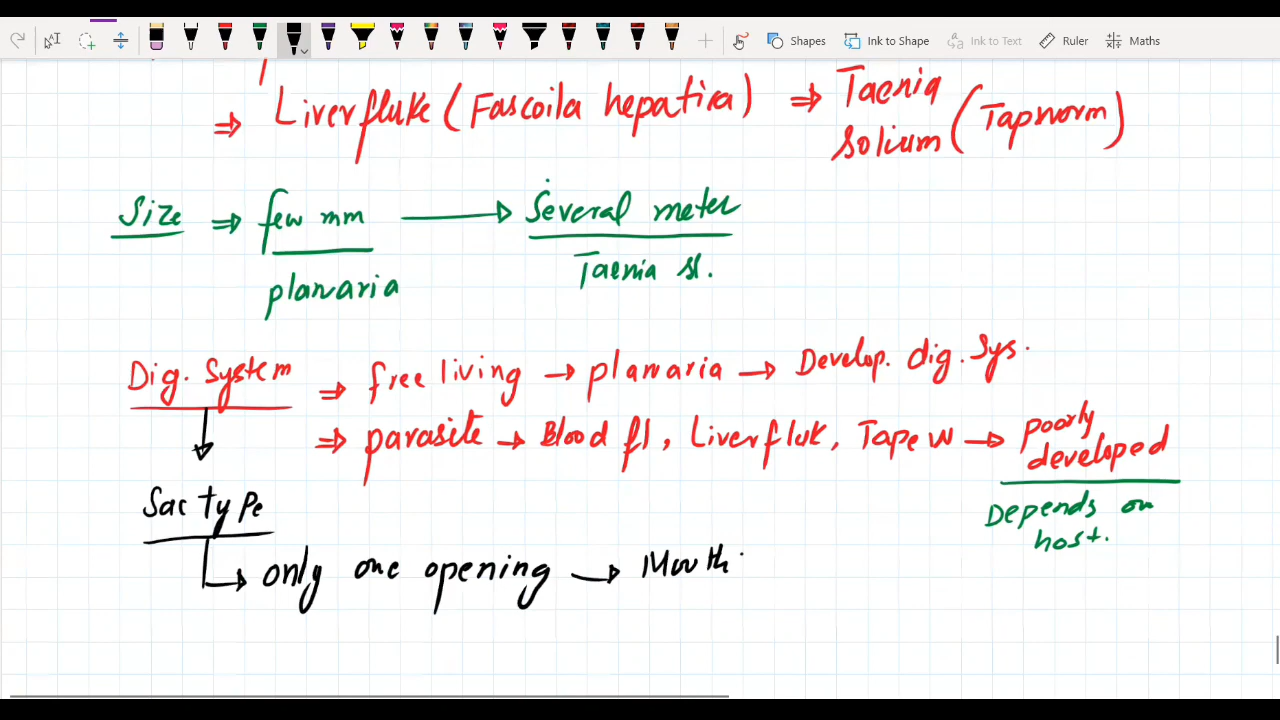 Shapes Ink to Shape Ink to Text Ruler Maths
⇒ Liverfluke (Fascoila hepatica) ⇒ Taenia
solium (Tapworm)
Size ⇒ few mm → Several meter
planaria Taenia sl.
Dig. System ⇒ free living → planaria → Develop. dig. sys.
⇒ parasite → Blood fl, Liverfluk, Tape w → poorly
developed
Sac type
Depends on
host.
↳ only one opening → Mouth.